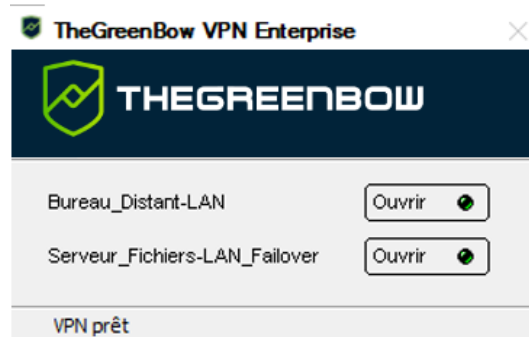 TheGreenBow VPN Enterprise
THEGREENBOW
Bureau_Distant-LAN Ouvrir
Serveur_Fichiers-LAN_Failover Ouvrir
VPN prêt